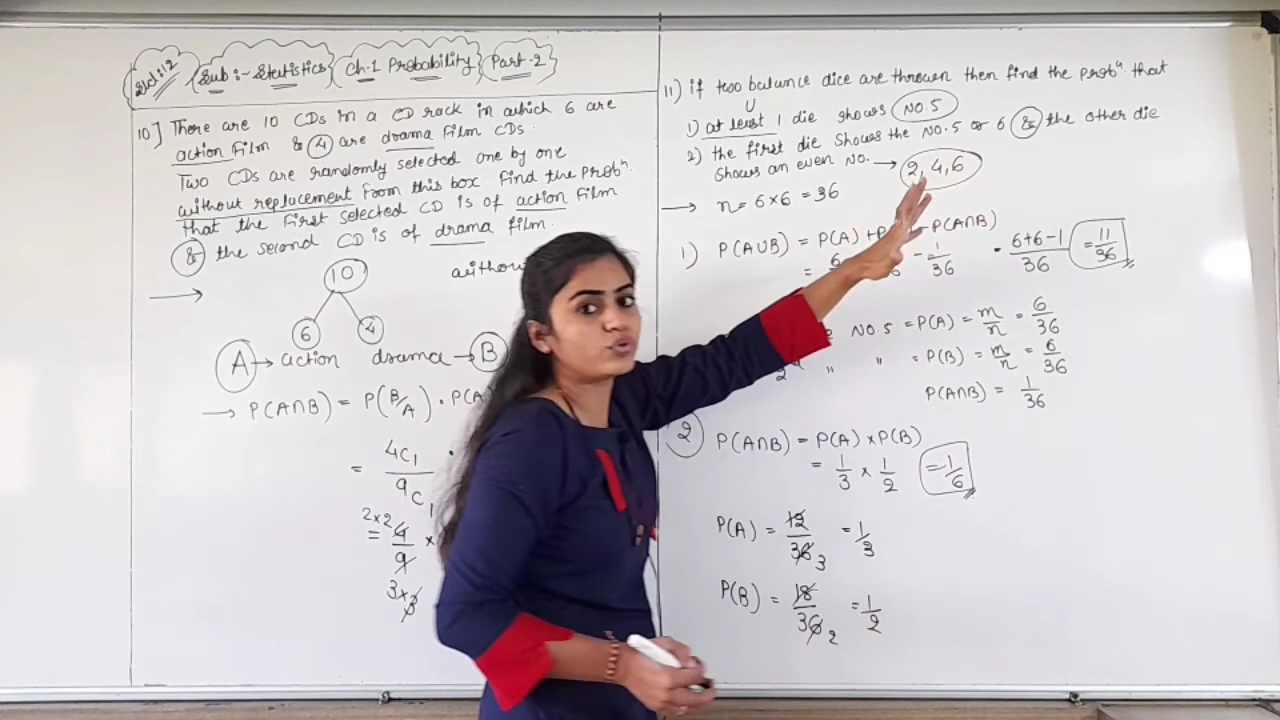 Std:12
Sub:- Statistics Ch-1 Probability Part-2
10] There are 10 CDs in a CD rack in which 6 are
action Film & 4 are drama Film CDs.
Two CDs are randomly selected one by one
without replacement From this box. Find the probⁿ.
that the First selected CD is of action Film
& the second CD is of drama film.
10
6 4
A → action drama → B
→ P(A∩B) = P(B/A) . P(A
= 4C₁ .
9C₁
2×2
= 4 ×
9
3×3
11) if two balance dice are thrown then find the probⁿ. that
U
1) at least 1 die shows NO.5
2) the first die shows the NO.5 or 6 & the other die
shows an even NO. → 2,4,6
→ n = 6×6 = 36
1) P(A∪B) = P(A) + P - P(A∩B)
= 6 - 1/36 = 6+6-1/36 = 11/36
NO.5 = P(A) = m/n = 6/36
" " = P(B) = m/n = 6/36
P(A∩B) = 1/36
2 P(A∩B) = P(A) × P(B)
= 1/3 × 1/2 = 1/6
P(A) = 12/36 3 = 1/3
P(B) = 18/36 2 = 1/2